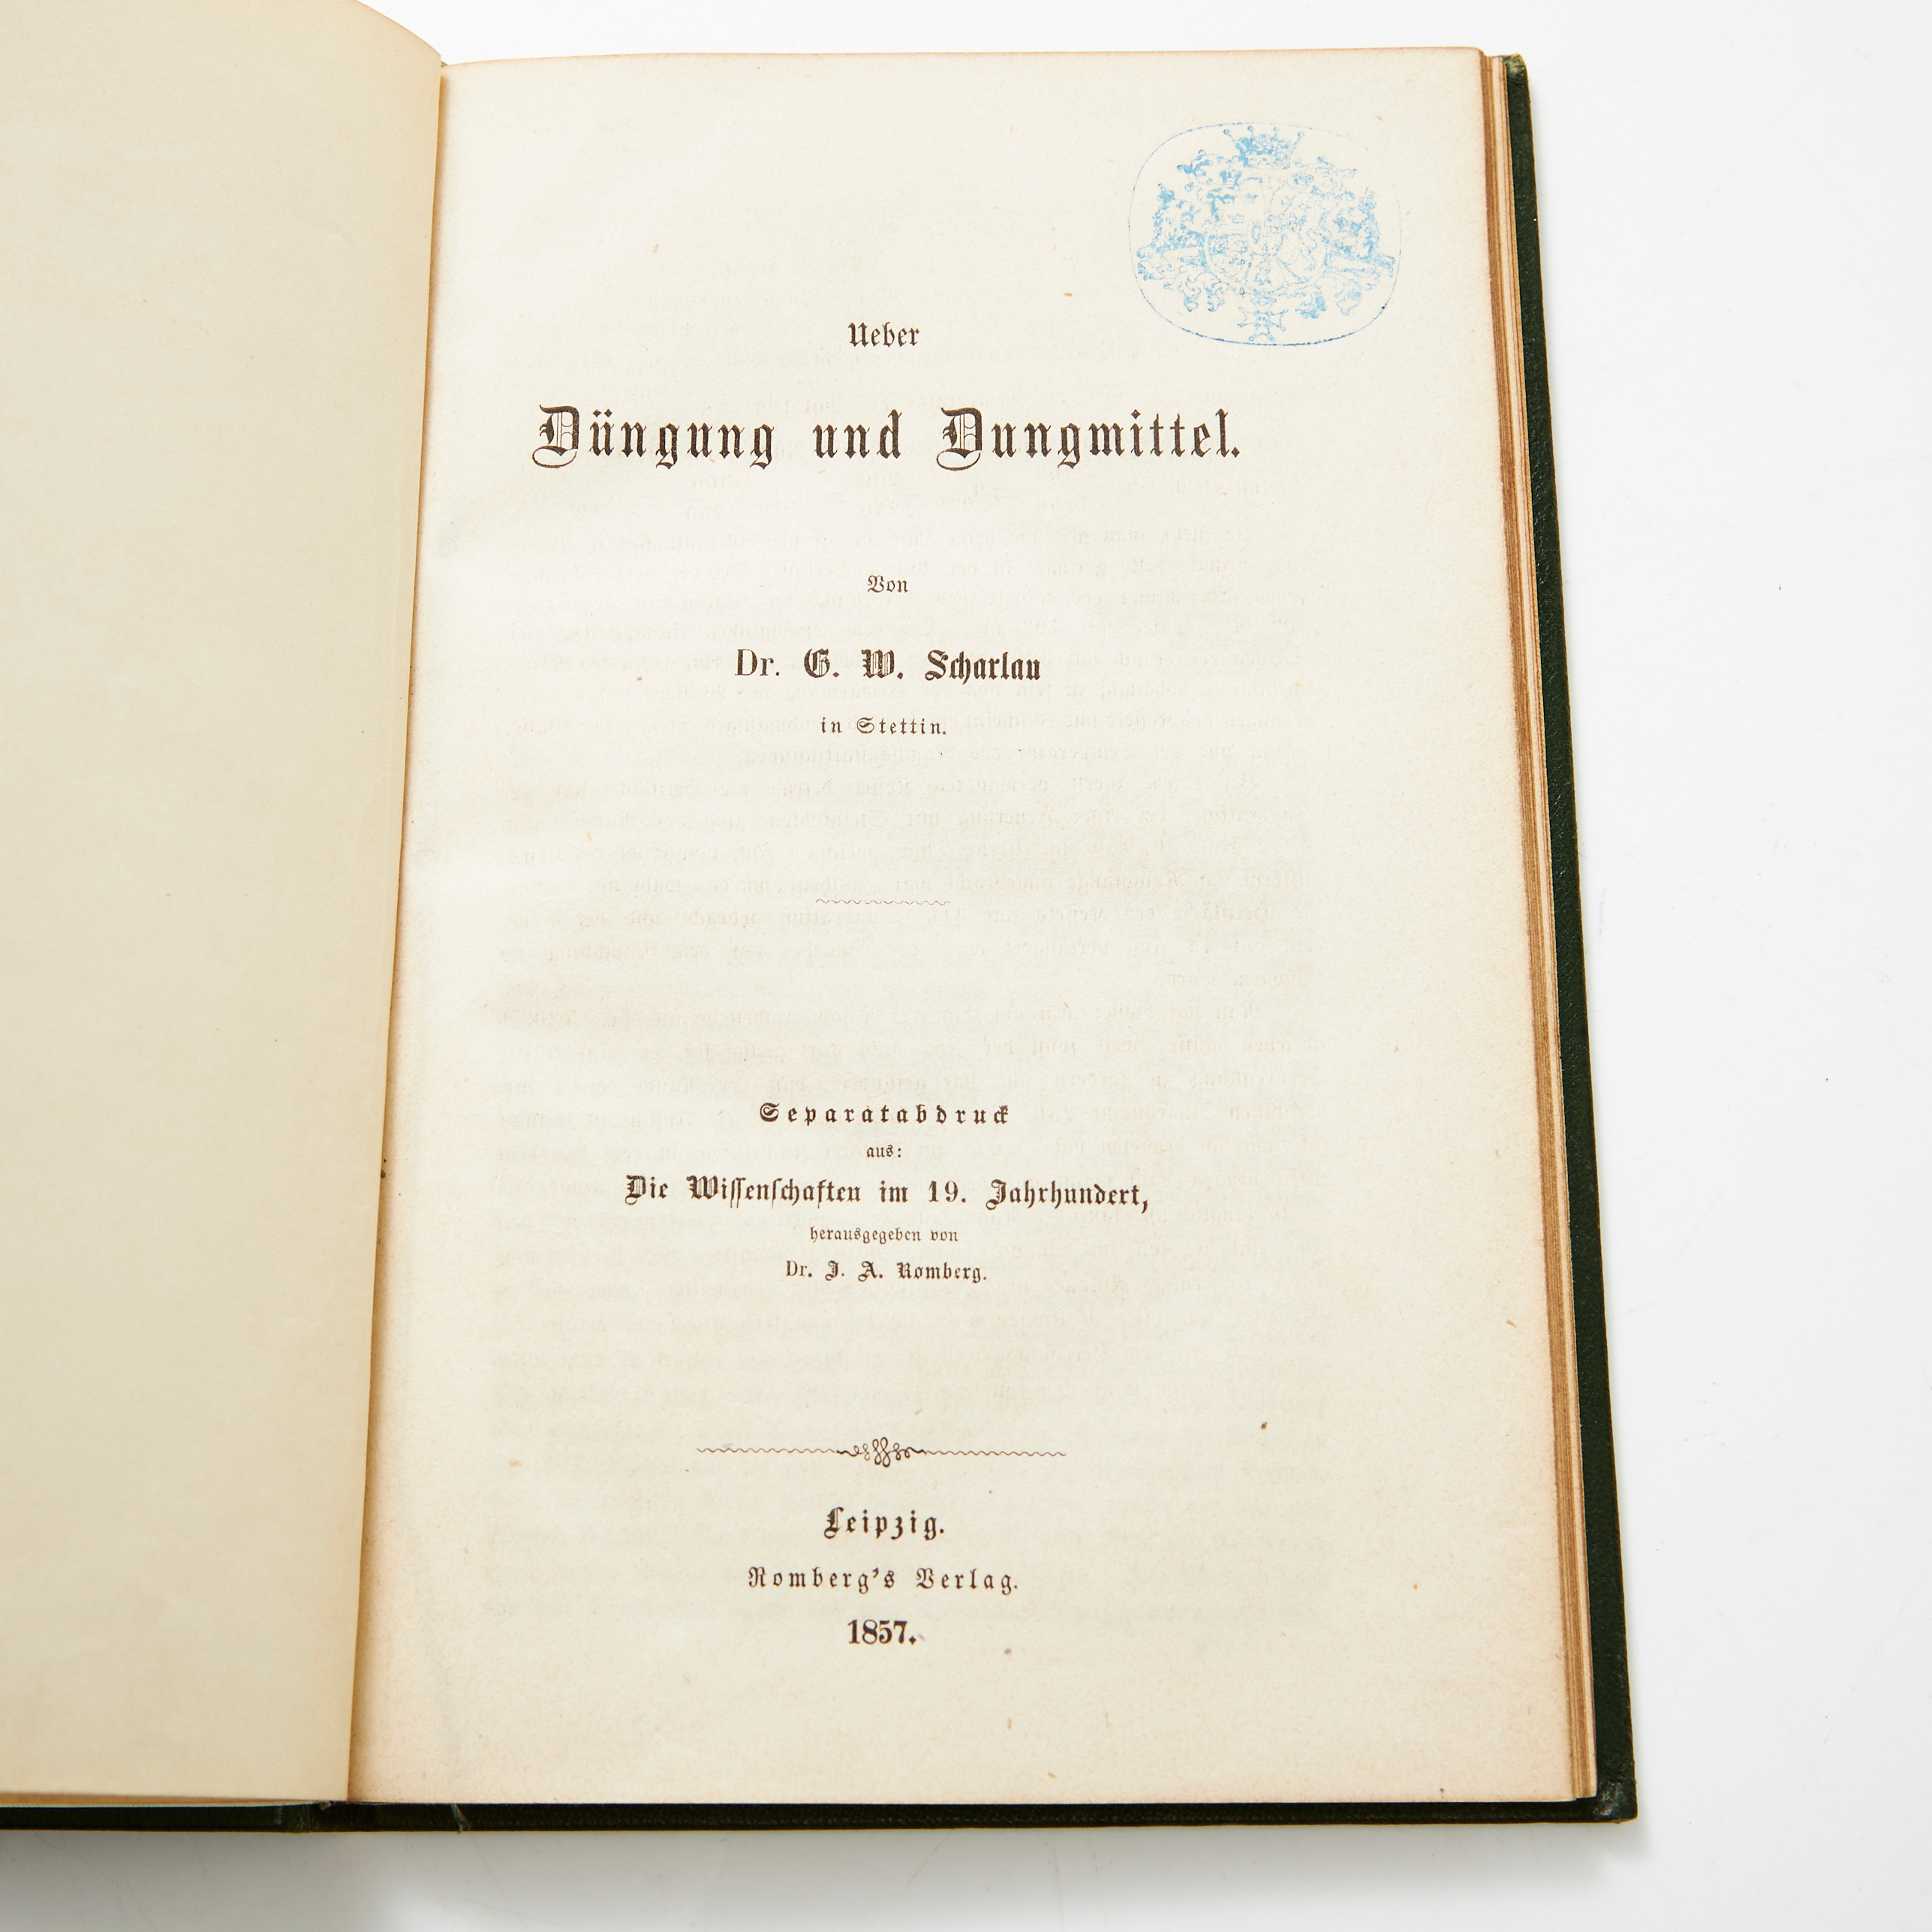 Ueber
Düngung und Dungmittel.
Von
Dr. G. W. Scharlau
in Stettin.
Separatabdruck
aus:
Die Wiſſenſchaften im 19. Jahrhundert,
herausgegeben von
Dr. J. A. Romberg.
Leipzig.
Romberg's Verlag.
1857.